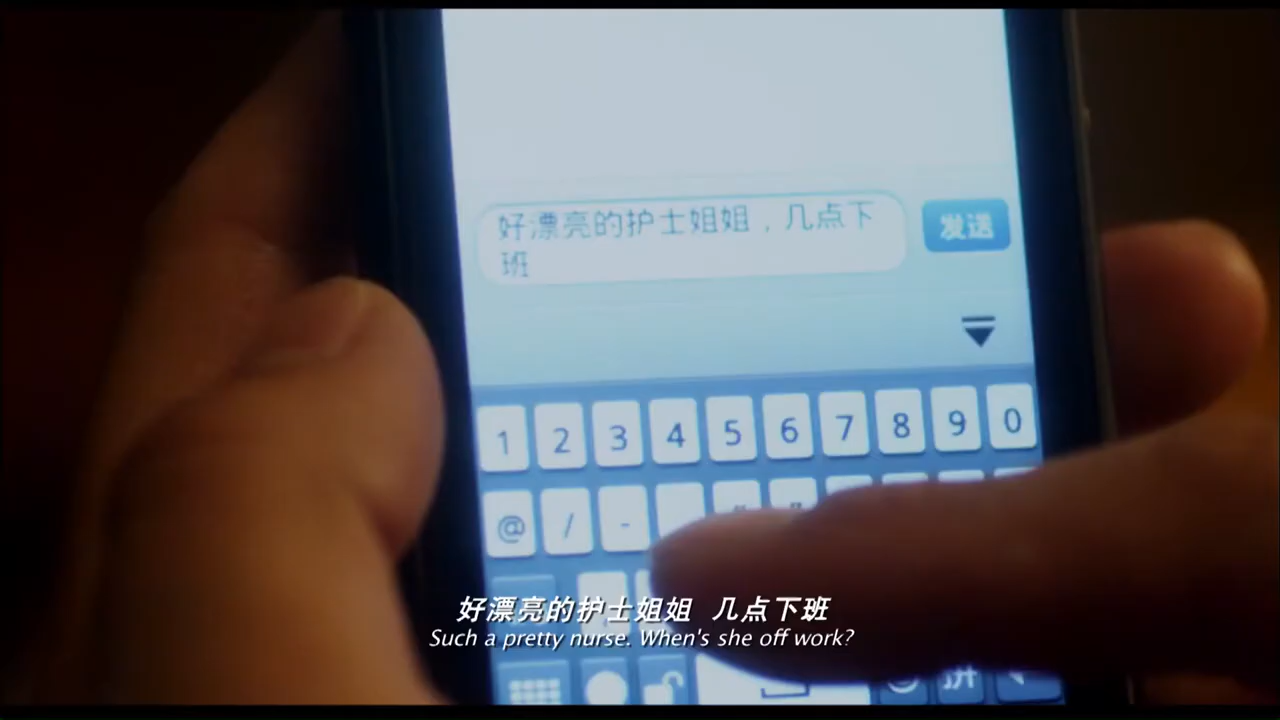 好漂亮的护士姐姐，几点下
班
发送
1 2 3 4 5 6 7 8 9 0
@ / -
好漂亮的护士姐姐 几点下班
Such a pretty nurse. When's she off work?
拼